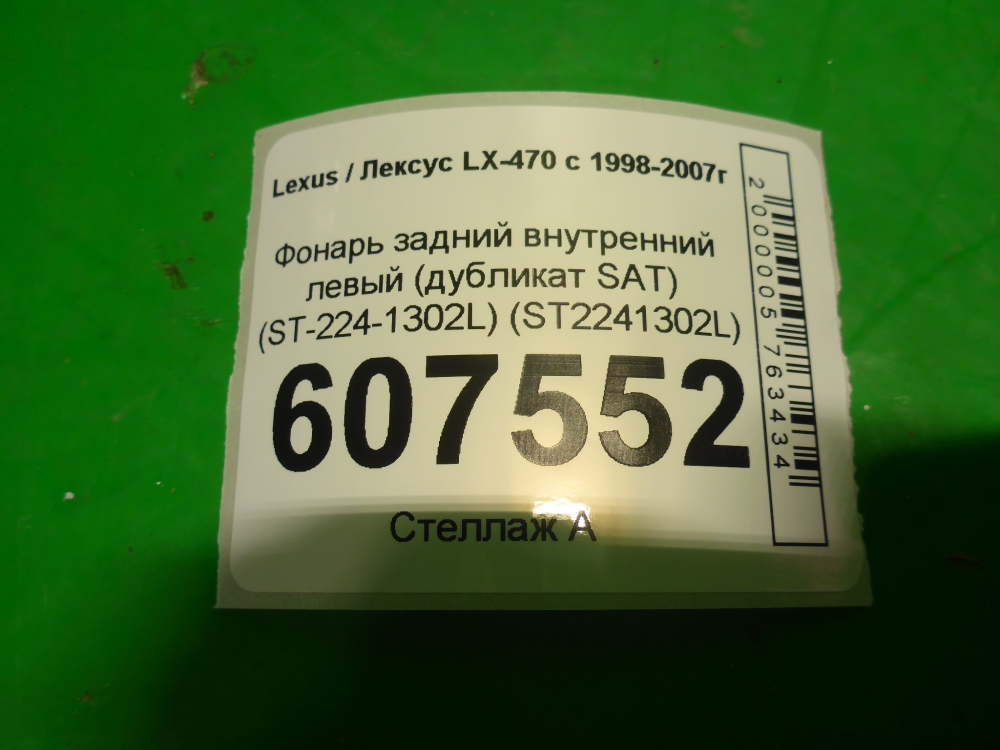 Lexus / Лексус LX-470 с 1998-2007г
Фонарь задний внутренний
левый (дубликат SAT)
(ST-224-1302L) (ST2241302L)
607552
Стеллаж А
2000005763434